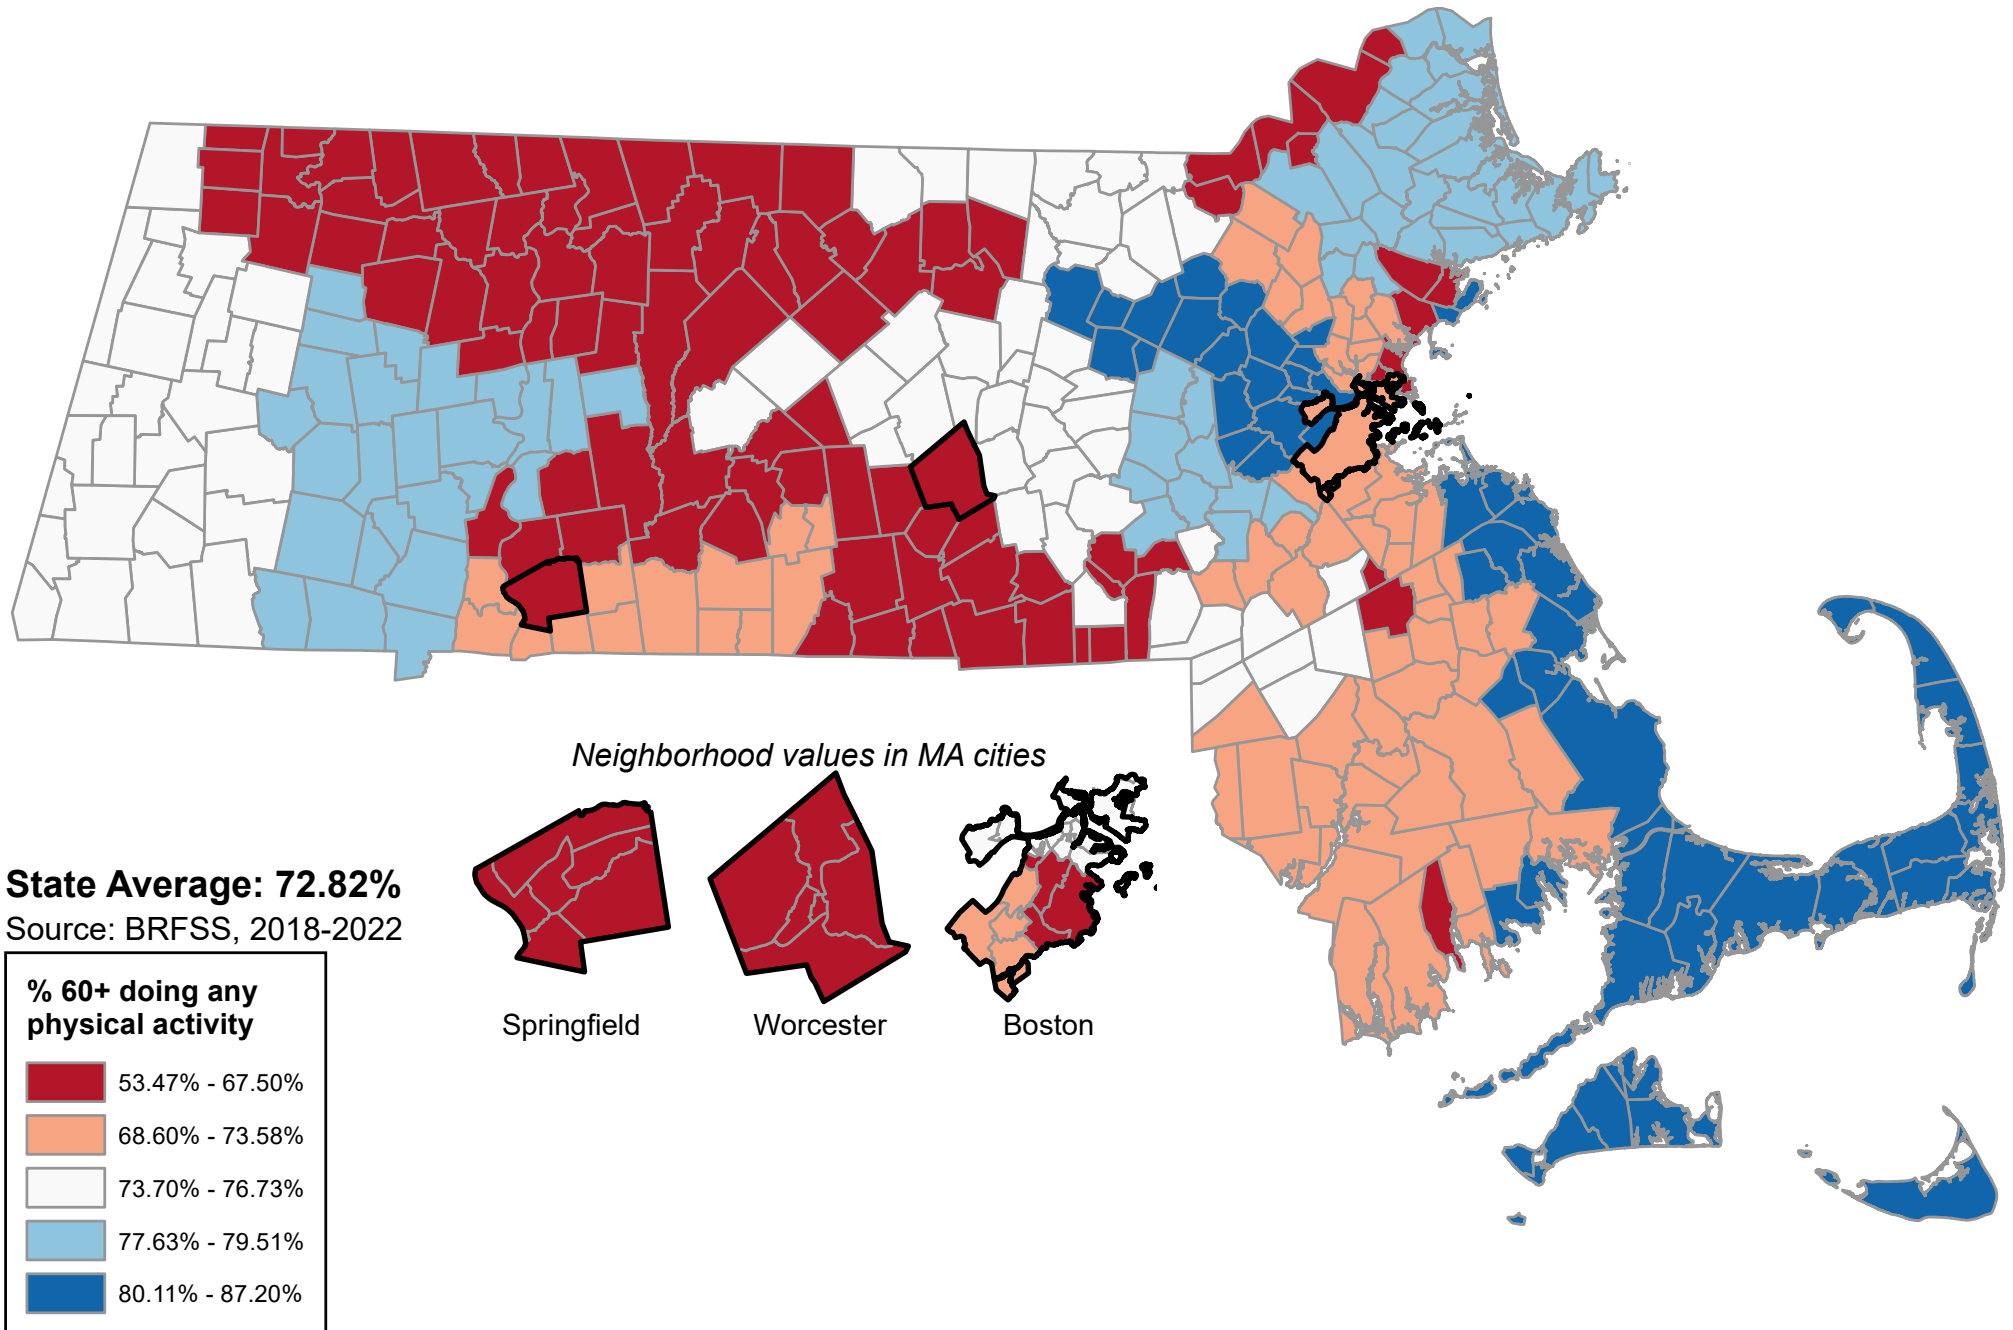 Neighborhood values in MA cities
State Average: 72.82%
Source: BRFSS, 2018-2022
% 60+ doing any
physical activity
53.47% - 67.50%
68.60% - 73.58%
73.70% - 76.73%
77.63% - 79.51%
80.11% - 87.20%
Springfield
Worcester
Boston